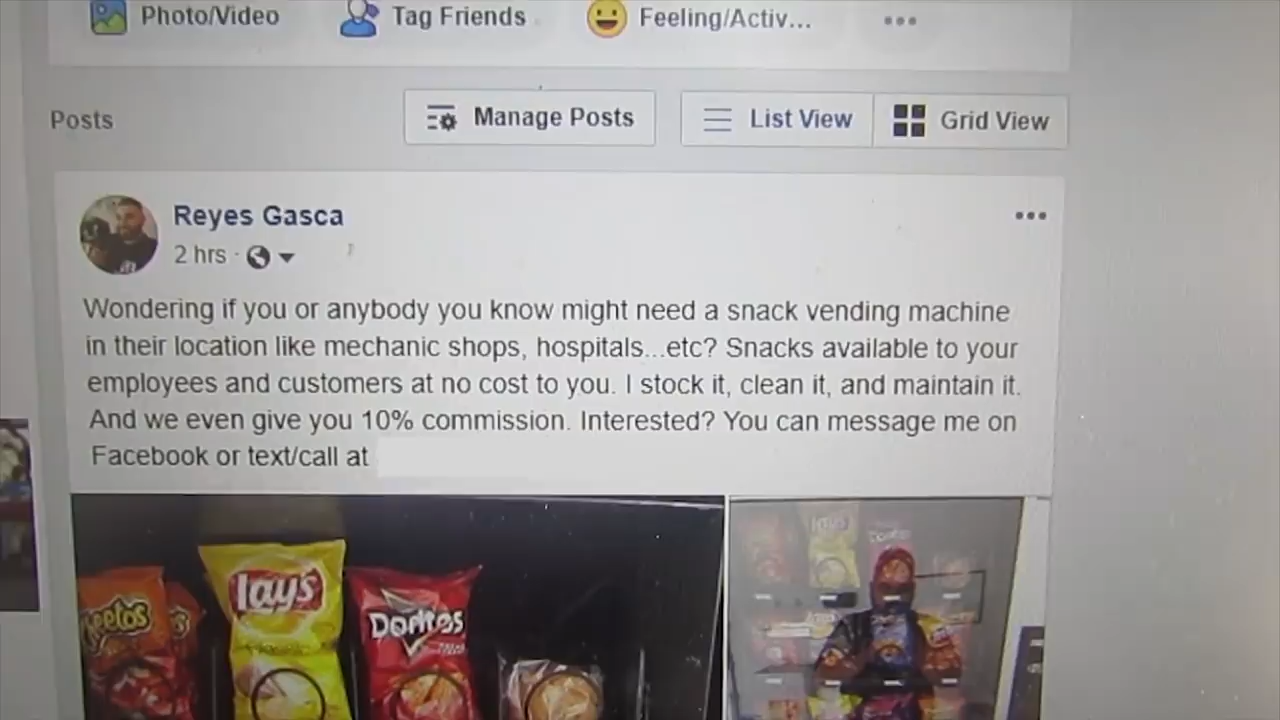 Photo/Video Tag Friends Feeling/Activ... 
Posts Manage Posts List View Grid View
Reyes Gasca
2 hrs ·
Wondering if you or anybody you know might need a snack vending machine
in their location like mechanic shops, hospitals...etc? Snacks available to your
employees and customers at no cost to you. I stock it, clean it, and maintain it.
And we even give you 10% commission. Interested? You can message me on
Facebook or text/call at
Lay's
Doritos
heetos
Lay's
Doritos